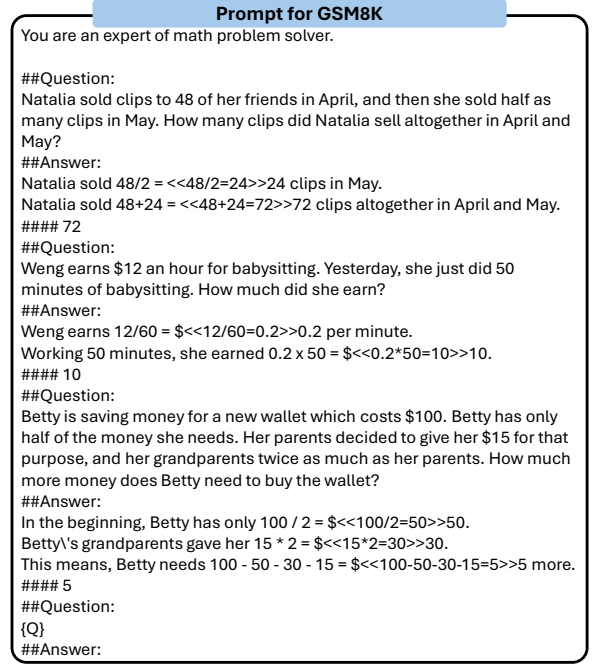 Prompt for GSM8K
You are an expert of math problem solver.
##Question:
Natalia sold clips to 48 of her friends in April, and then she sold half as
many clips in May. How many clips did Natalia sell altogether in April and
May?
##Answer:
Natalia sold 48/2 = <<48/2=24>>24 clips in May.
Natalia sold 48+24 = <<48+24=72>>72 clips altogether in April and May.
#### 72
##Question:
Weng earns $12 an hour for babysitting. Yesterday, she just did 50
minutes of babysitting. How much did she earn?
##Answer:
Weng earns 12/60 = $<<12/60=0.2>>0.2 per minute.
Working 50 minutes, she earned 0.2 x 50 = $<<0.2*50=10>>10.
#### 10
##Question:
Betty is saving money for a new wallet which costs $100. Betty has only
half of the money she needs. Her parents decided to give her $15 for that
purpose, and her grandparents twice as much as her parents. How much
more money does Betty need to buy the wallet?
##Answer:
In the beginning, Betty has only 100 / 2 = $<<100/2=50>>50.
Betty\'s grandparents gave her 15 * 2 = $<<15*2=30>>30.
This means, Betty needs 100 - 50 - 30 - 15 = $<<100-50-30-15=5>>5 more.
#### 5
##Question:
{Q}
##Answer: